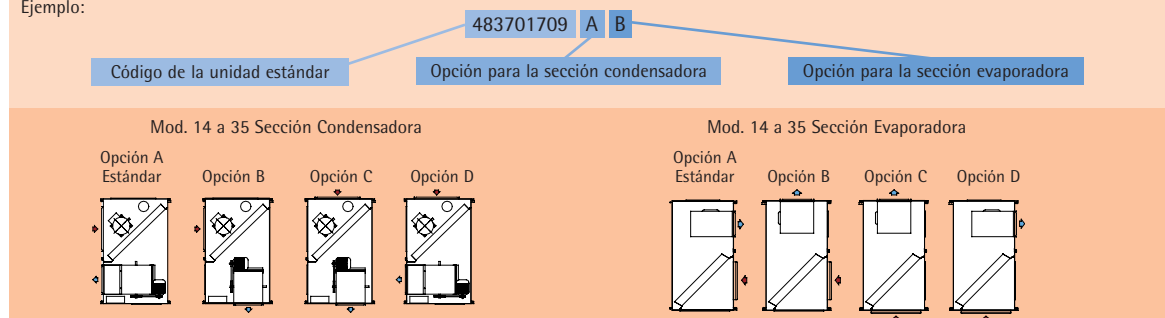 Ejemplo:
483701709 A B
Código de la unidad estándar
Opción para la sección condensadora
Opción para la sección evaporadora
Mod. 14 a 35 Sección Condensadora
Opción A
Estándar
Opción B
Opción C
Opción D
Mod. 14 a 35 Sección Evaporadora
Opción A
Estándar
Opción B
Opción C
Opción D